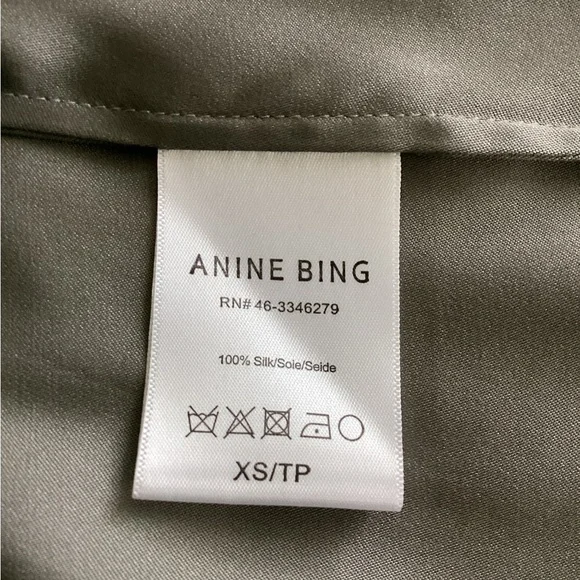 ANINE BING
RN# 46-3346279
100% Silk/Soie/Seide
XS/TP